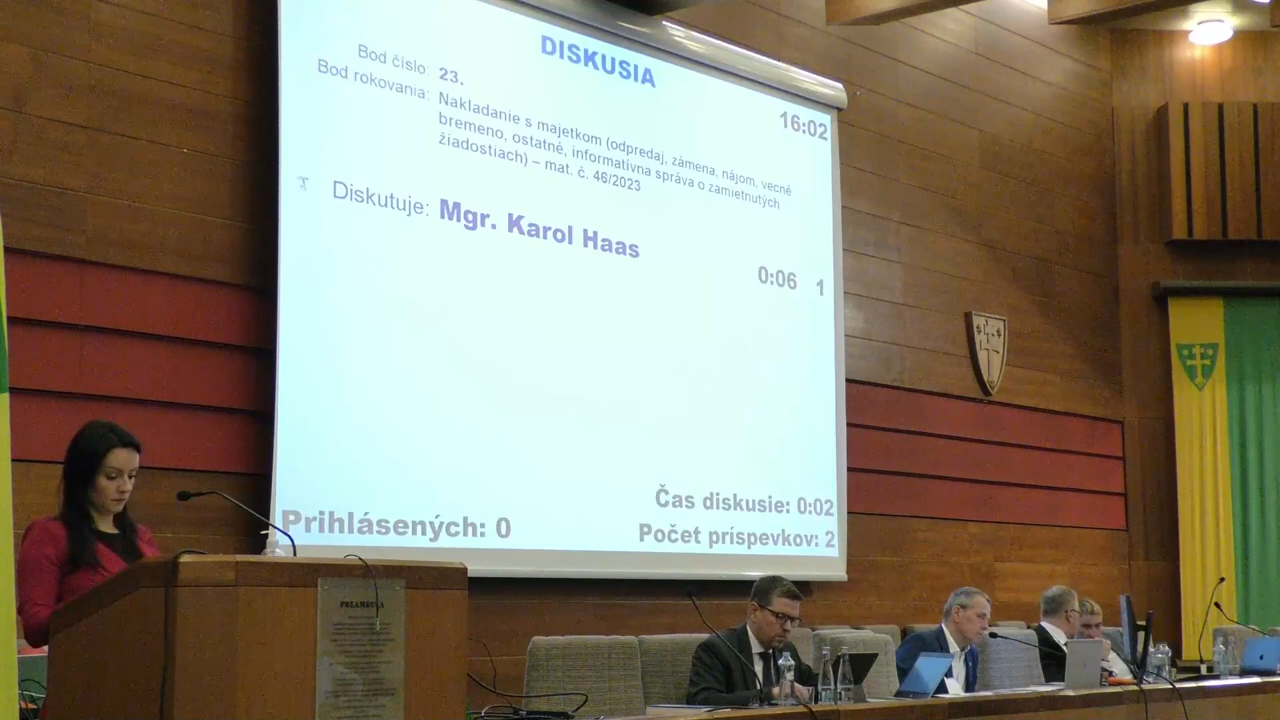 DISKUSIA
16:02
Bod číslo: 23.
Bod rokovania: Nakladanie s majetkom (odpredaj, zámena, nájom, vecné
bremeno, ostatné, informatívna správa o zamietnutých
žiadostiach) – mat. č. 46/2023
Diskutuje: Mgr. Karol Haas
0:06 1
Čas diskusie: 0:02
Prihlásených: 0
Počet príspevkov: 2
PREAMBULA